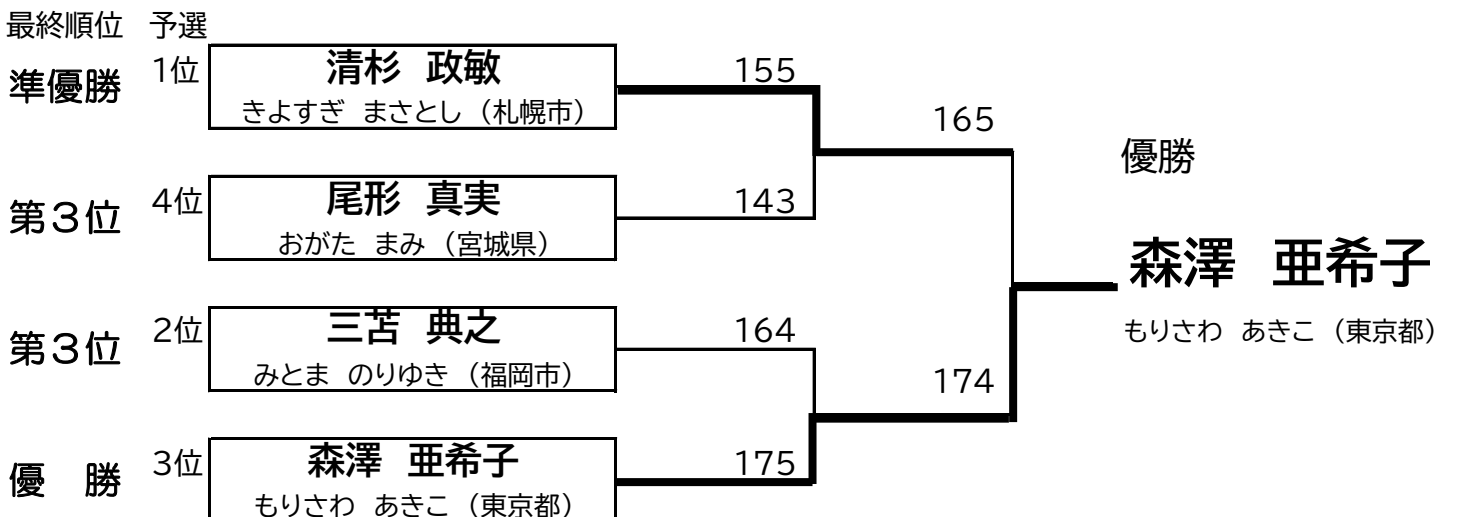 最終順位 予選
準優勝 1位 清杉 政敏
きよすぎ まさとし（札幌市）
155
165
優勝
第３位 4位 尾形 真実
おがた まみ（宮城県）
143
森澤 亜希子
もりさわ あきこ（東京都）
第３位 2位 三苫 典之
みとま のりゆき（福岡市）
164
174
優 勝 3位 森澤 亜希子
もりさわ あきこ（東京都）
175